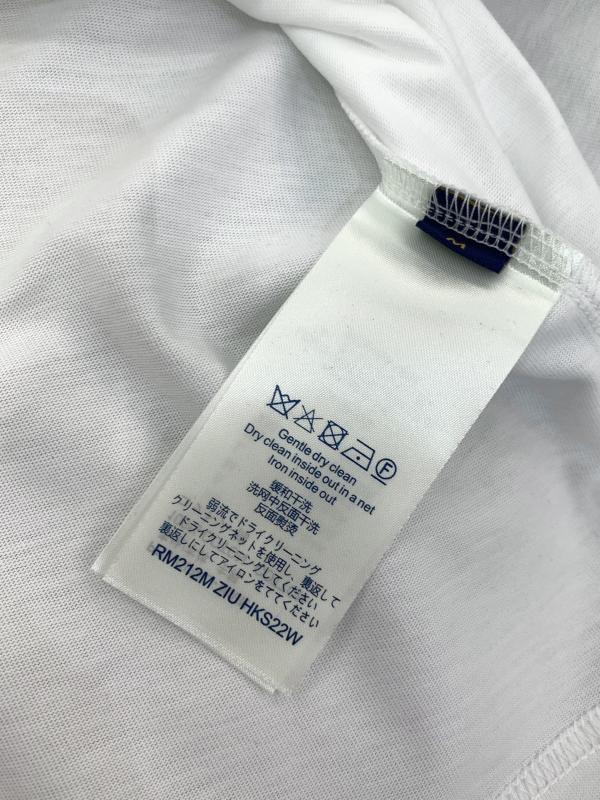 M
F
Gentle dry clean
Dry clean inside out in a net
Iron inside out
缓和干洗
洗网中反面干洗
反面熨烫
弱流でドライクリーニング
クリーニングネットを使用し、裏返して
ドライクリーニングしてください
裏返しにしてアイロンをててください
RM212M ZIU HKS22W